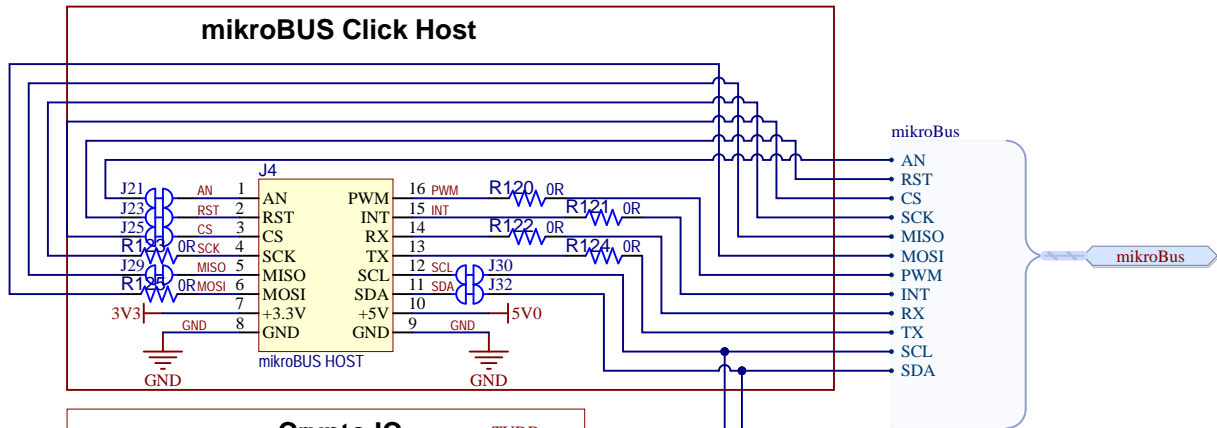 mikroBUS Click Host
mikroBus
AN
RST
CS
SCK
MISO
MOSI
PWM
INT
RX
TX
SCL
SDA
mikroBus
J4
J21 AN 1 AN PWM 16 PWM R120 0R
J23 RST 2 RST INT 15 INT R121 0R
J25 CS 3 CS RX 14 R122 0R
R123 0R SCK 4 SCK TX 13 R124 0R
J29 MISO 5 MISO SCL 12 SCL J30
R125 0R MOSI 6 MOSI SDA 11 SDA J32
3V3 7 +3.3V +5V 10 5V0
GND 8 GND GND 9 GND
mikroBUS HOST
GND GND
Crypto IC